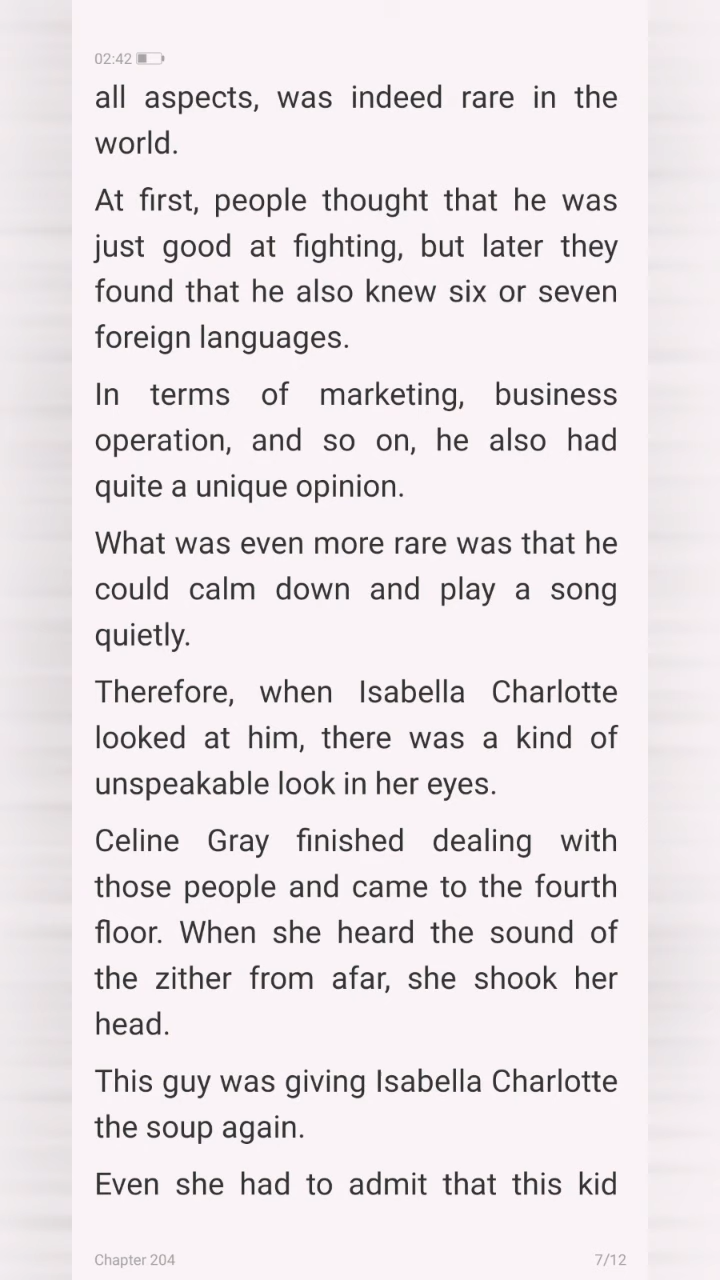 02:42
all aspects, was indeed rare in the
world.
At first, people thought that he was
just good at fighting, but later they
found that he also knew six or seven
foreign languages.
In terms of marketing, business
operation, and so on, he also had
quite a unique opinion.
What was even more rare was that he
could calm down and play a song
quietly.
Therefore, when Isabella Charlotte
looked at him, there was a kind of
unspeakable look in her eyes.
Celine Gray finished dealing with
those people and came to the fourth
floor. When she heard the sound of
the zither from afar, she shook her
head.
This guy was giving Isabella Charlotte
the soup again.
Even she had to admit that this kid
Chapter 204
7/12